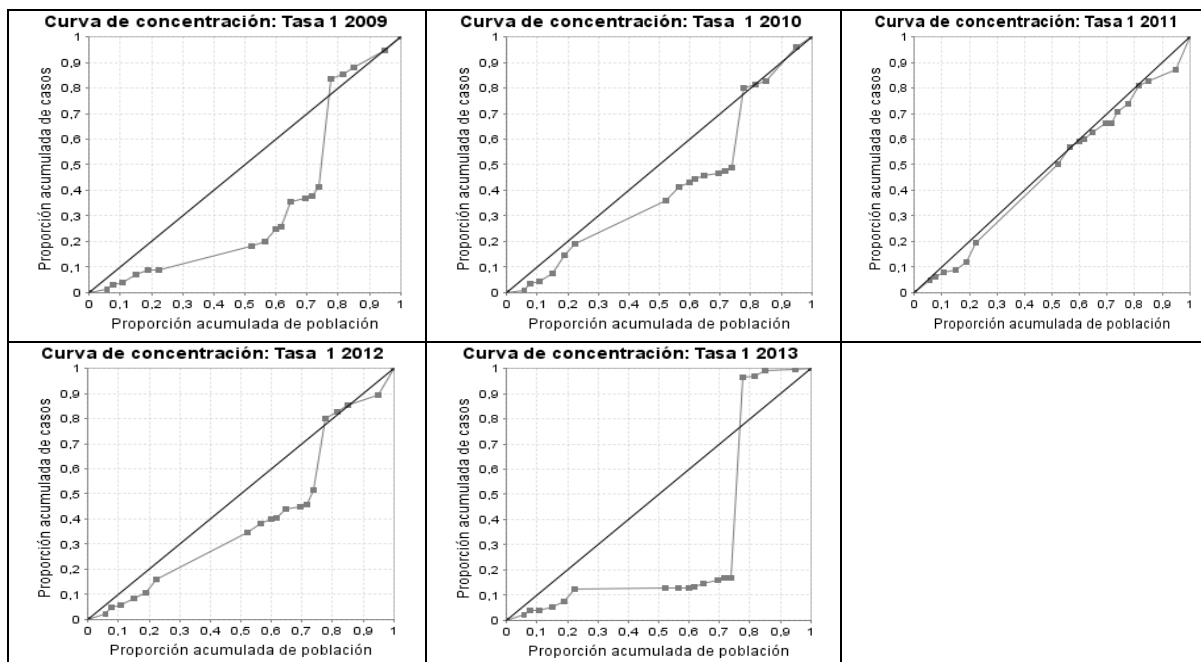 Curva de concentración: Tasa 1 2009
Proporción acumulada de casos
1
0,9
0,8
0,7
0,6
0,5
0,4
0,3
0,2
0,1
0
0 0,1 0,2 0,3 0,4 0,5 0,6 0,7 0,8 0,9 1
Proporción acumulada de población
Curva de concentración: Tasa 1 2010
Proporción acumulada de casos
1
0,9
0,8
0,7
0,6
0,5
0,4
0,3
0,2
0,1
0
0 0,1 0,2 0,3 0,4 0,5 0,6 0,7 0,8 0,9 1
Proporción acumulada de población
Curva de concentración: Tasa 1 2011
Proporción acumulada de casos
1
0,9
0,8
0,7
0,6
0,5
0,4
0,3
0,2
0,1
0
0 0,1 0,2 0,3 0,4 0,5 0,6 0,7 0,8 0,9 1
Proporción acumulada de población
Curva de concentración: Tasa 1 2012
Proporción acumulada de casos
1
0,9
0,8
0,7
0,6
0,5
0,4
0,3
0,2
0,1
0
0 0,1 0,2 0,3 0,4 0,5 0,6 0,7 0,8 0,9 1
Proporción acumulada de población
Curva de concentración: Tasa 1 2013
Proporción acumulada de casos
1
0,9
0,8
0,7
0,6
0,5
0,4
0,3
0,2
0,1
0
0 0,1 0,2 0,3 0,4 0,5 0,6 0,7 0,8 0,9 1
Proporción acumulada de población